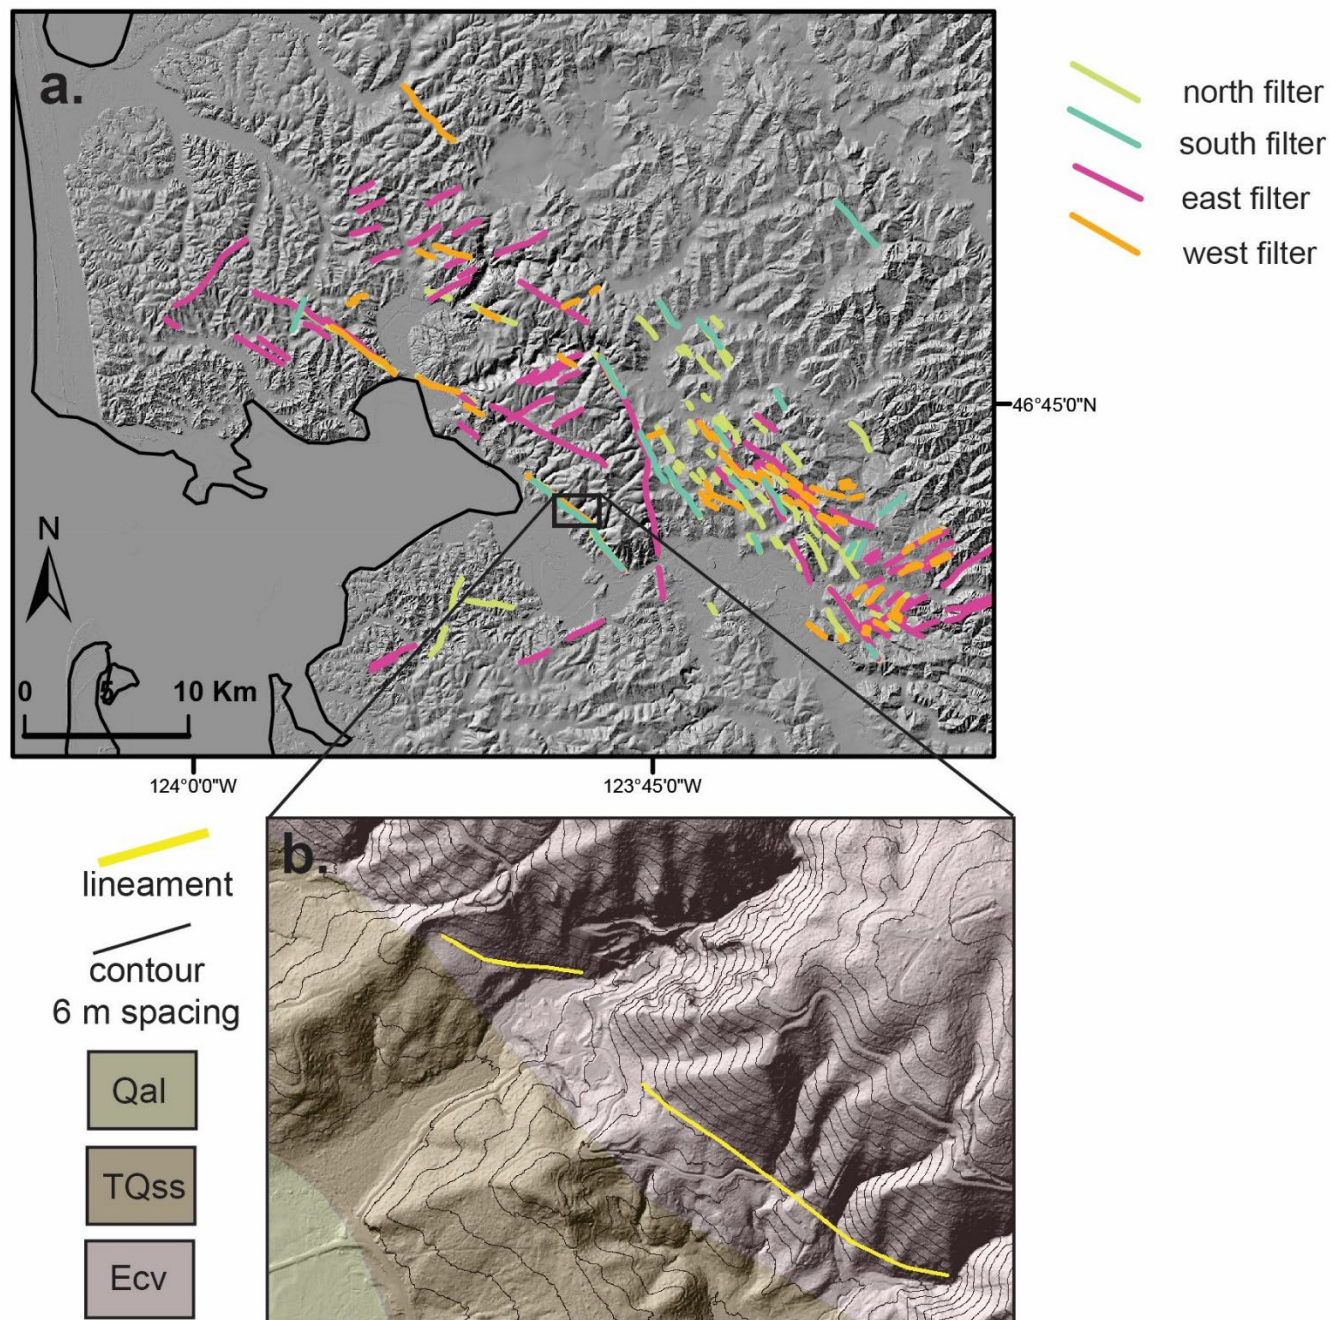 a.
north filter
south filter
east filter
west filter
46°45'0"N
N
0 5 10 Km
124°0'0"W
123°45'0"W
lineament
contour
6 m spacing
Qal
TQss
Ecv
b.